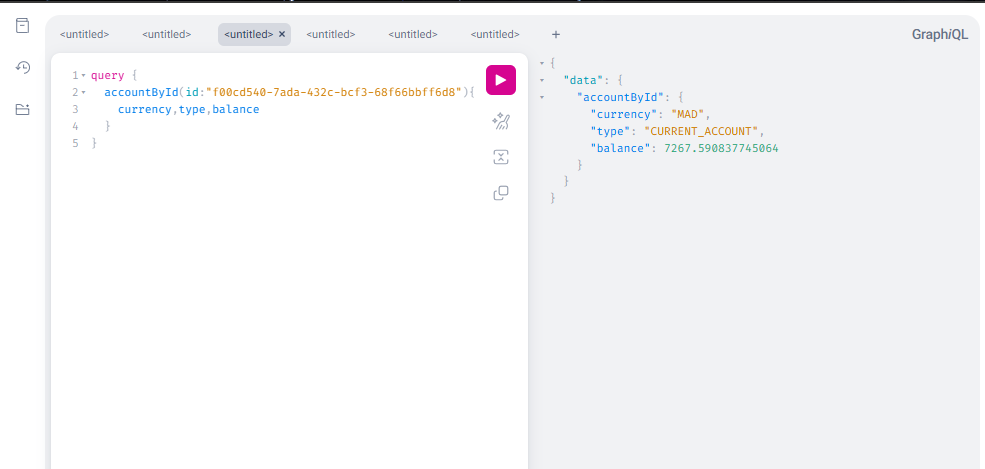 <untitled> <untitled> <untitled> × <untitled> <untitled> <untitled> + GraphiQL
1 query {
2 accountById(id:"f00cd540-7ada-432c-bcf3-68f66bbff6d8"){
3 currency,type,balance
4 }
5 }
{
"data": {
"accountById": {
"currency": "MAD",
"type": "CURRENT_ACCOUNT",
"balance": 7267.590837745064
}
}
}